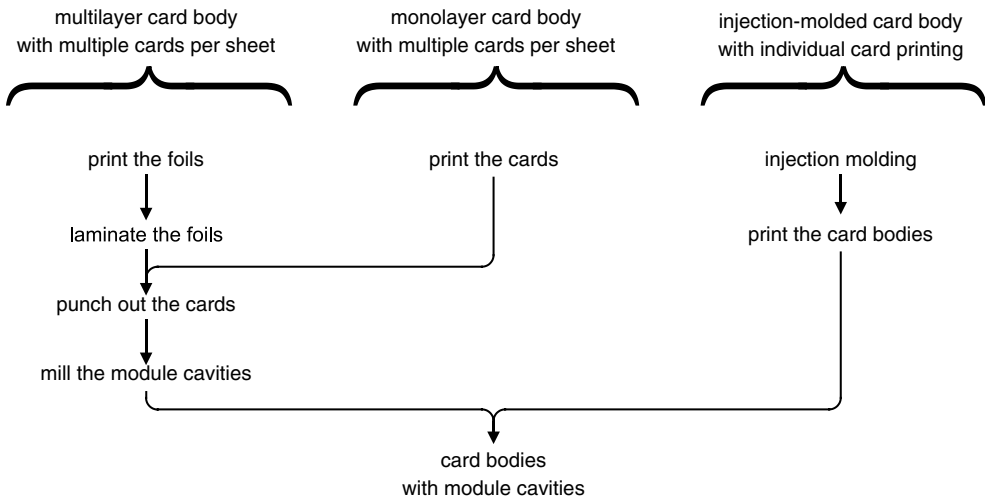 multilayer card body
with multiple cards per sheet
monolayer card body
with multiple cards per sheet
injection-molded card body
with individual card printing
print the foils
print the cards
injection molding
laminate the foils
print the card bodies
punch out the cards
mill the module cavities
card bodies
with module cavities